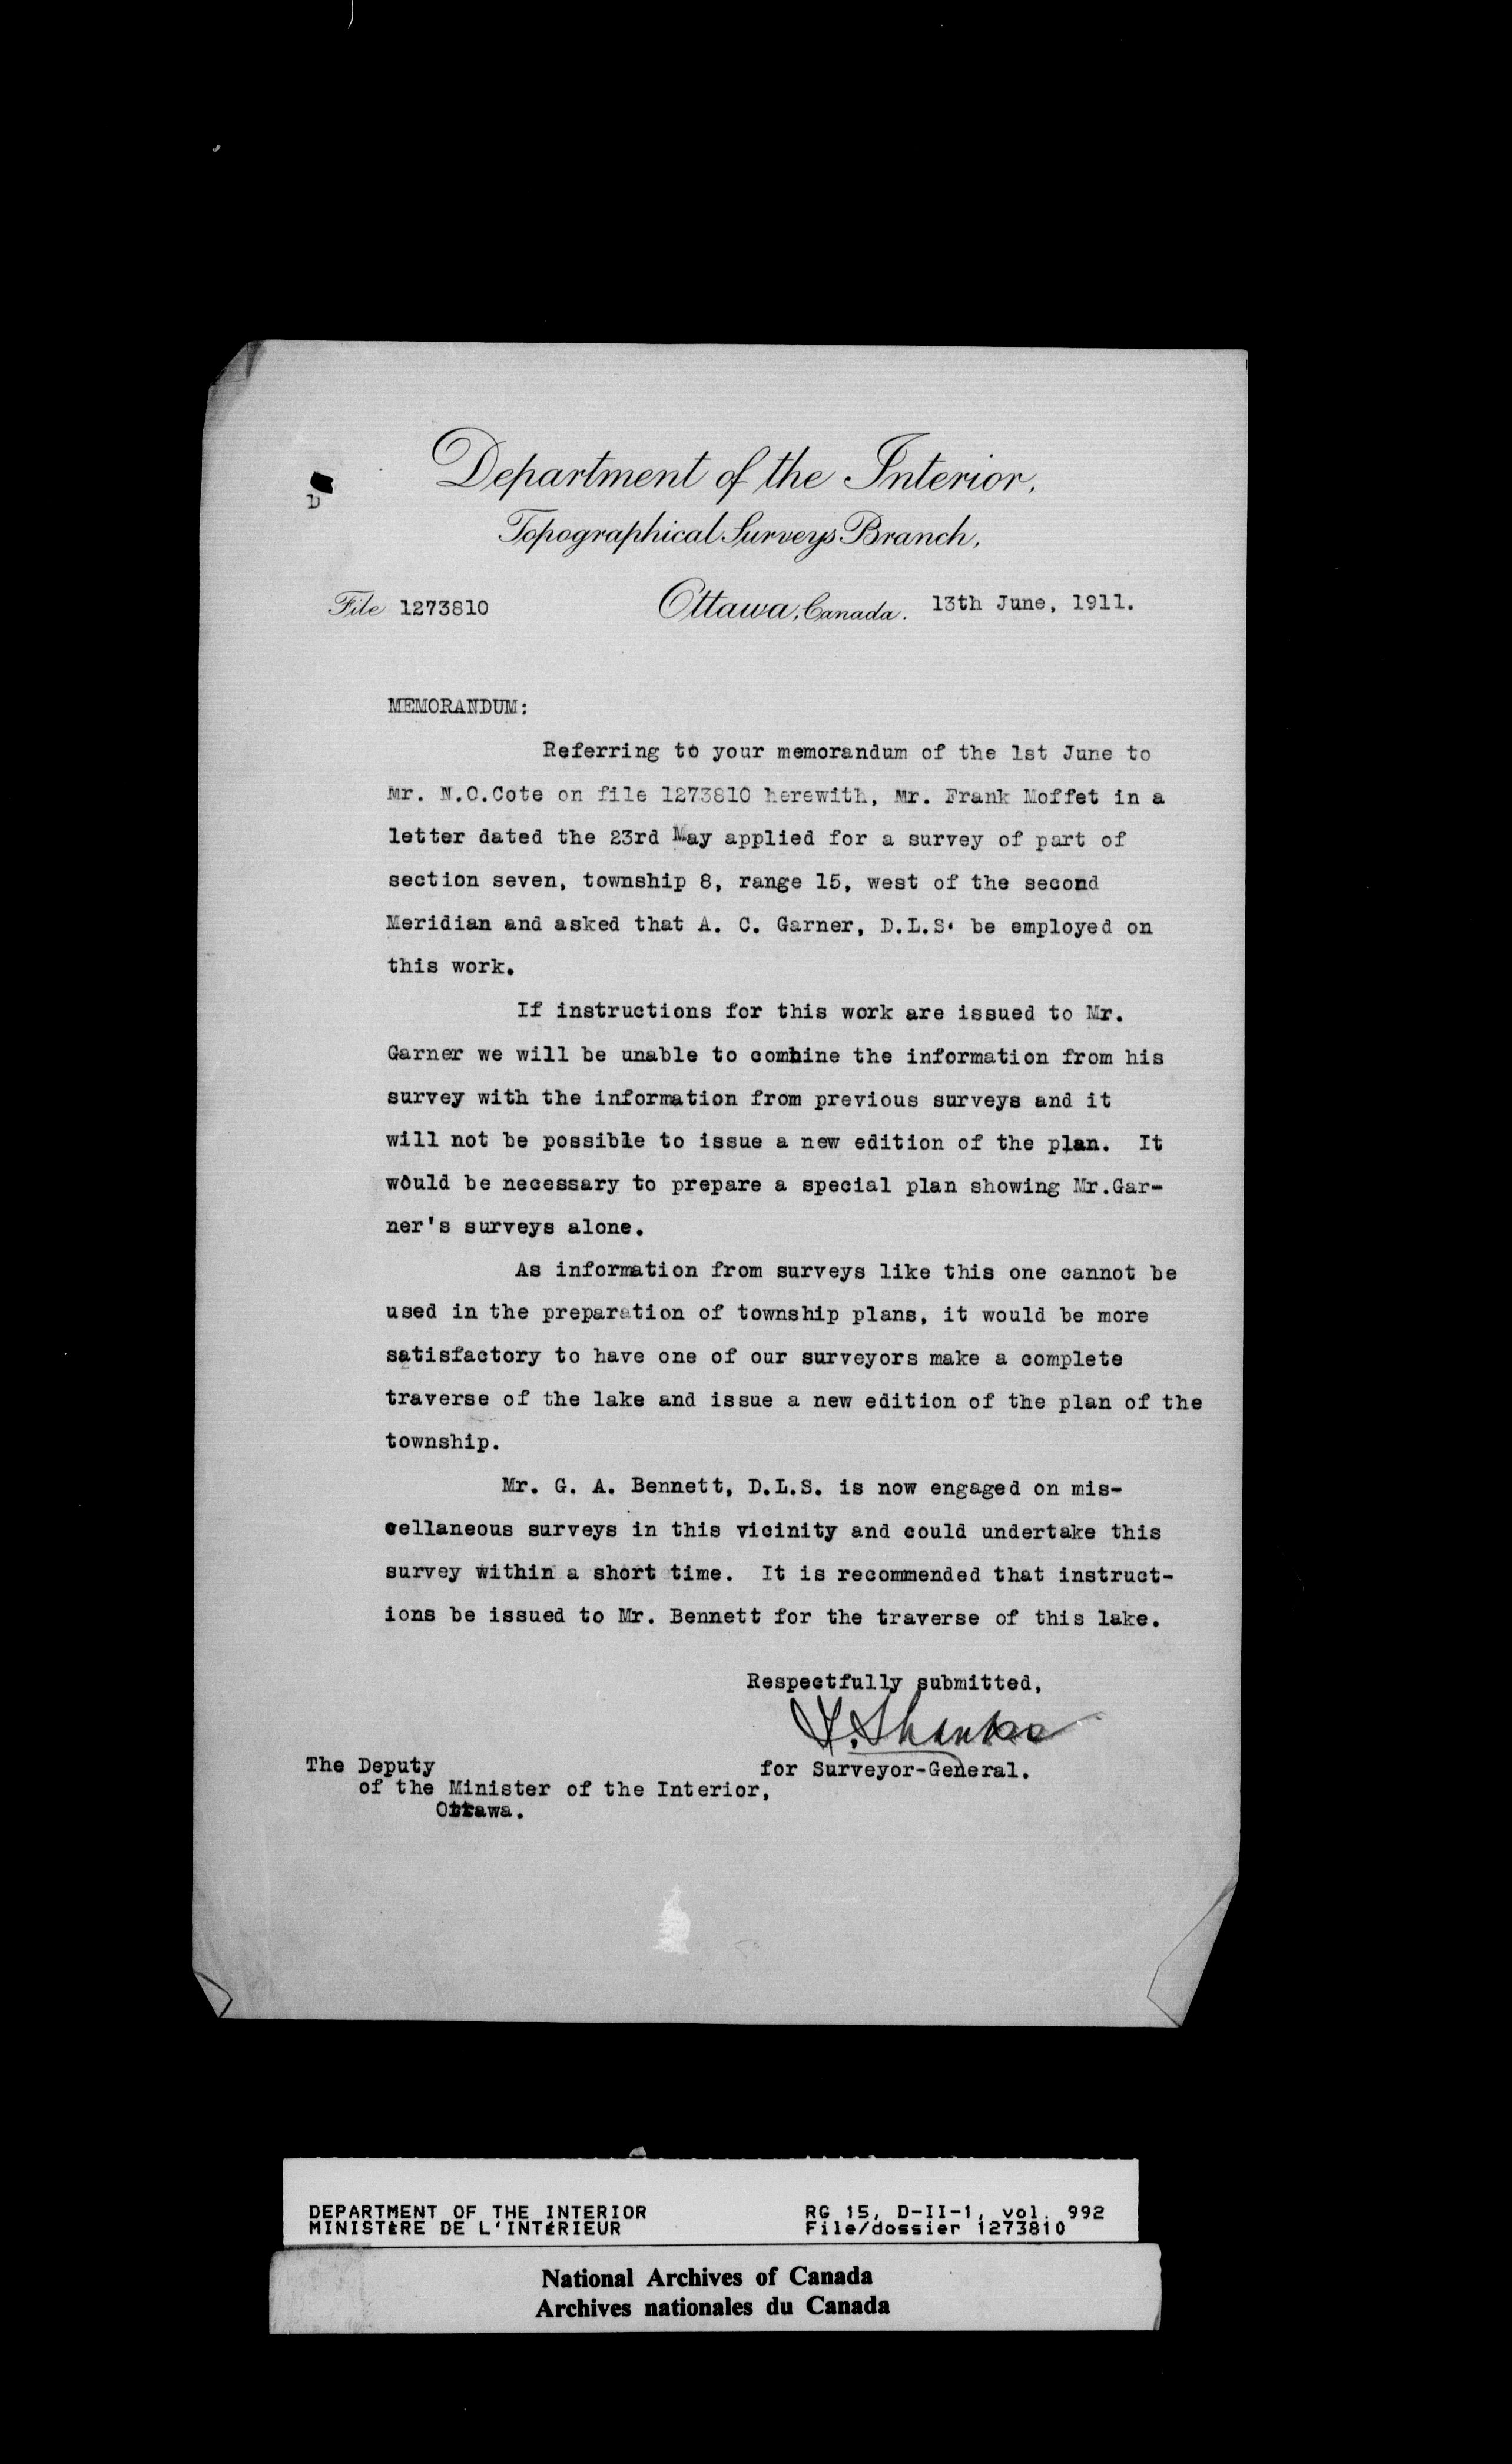 Department of the Interior,
Topographical Surveys Branch,
File 1273810 Ottawa, Canada. 13th June, 1911.
MEMORANDUM:
Referring to your memorandum of the 1st June to
Mr. N.O.Cote on file 1273810 herewith, Mr. Frank Moffet in a
letter dated the 23rd May applied for a survey of part of
section seven, township 8, range 15, west of the second
Meridian and asked that A. C. Garner, D.L.S. be employed on
this work.
If instructions for this work are issued to Mr.
Garner we will be unable to combine the information from his
survey with the information from previous surveys and it
will not be possible to issue a new edition of the plan. It
would be necessary to prepare a special plan showing Mr.Gar-
ner's surveys alone.
As information from surveys like this one cannot be
used in the preparation of township plans, it would be more
satisfactory to have one of our surveyors make a complete
traverse of the lake and issue a new edition of the plan of the
township.
Mr. G. A. Bennett, D.L.S. is now engaged on mis-
cellaneous surveys in this vicinity and could undertake this
survey within a short time. It is recommended that instruct-
ions be issued to Mr. Bennett for the traverse of this lake.
Respectfully submitted,
for Surveyor-General.
The Deputy
of the Minister of the Interior,
Ottawa.
DEPARTMENT OF THE INTERIOR RG 15, D-II-1, vol. 992
MINISTÈRE DE L'INTÉRIEUR File/dossier 1273810
National Archives of Canada
Archives nationales du Canada